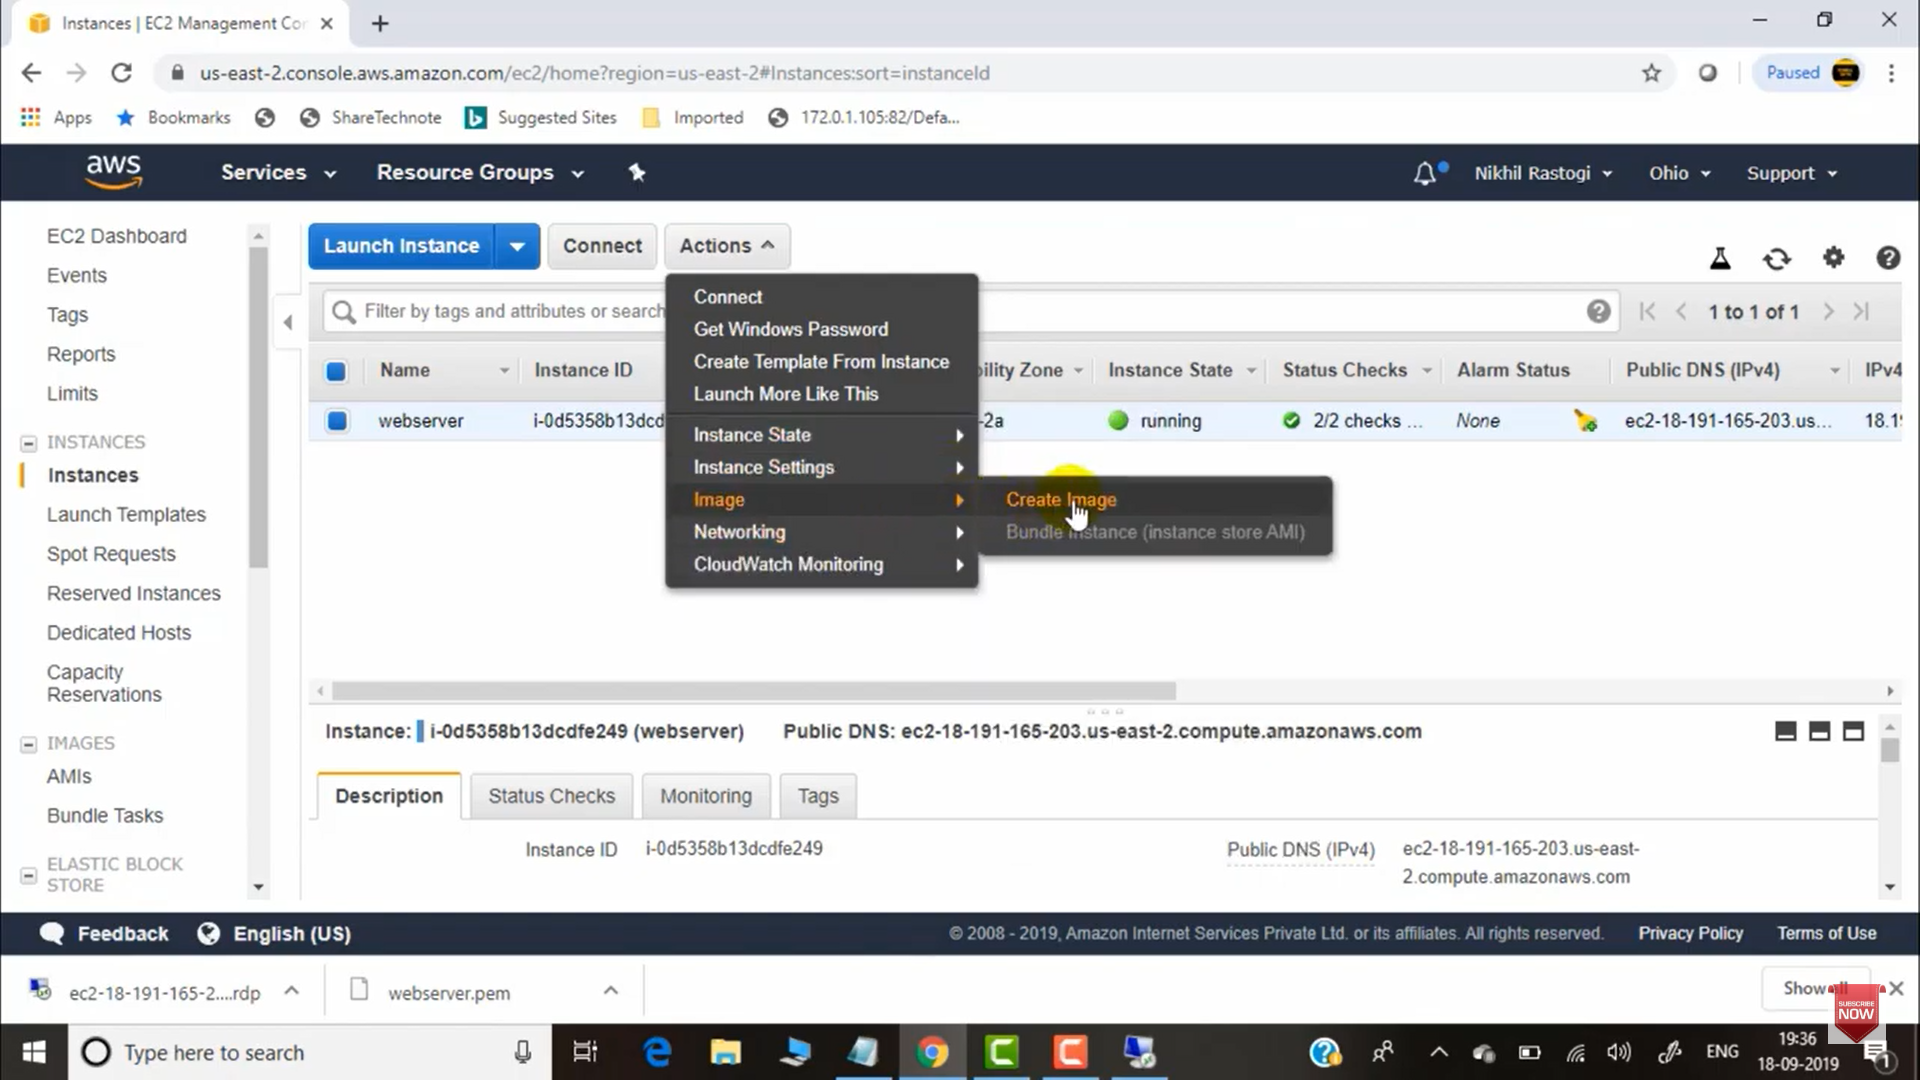 Instances | EC2 Management Con
us-east-2.console.aws.amazon.com/ec2/home?region=us-east-2#Instances:sort=instanceId
Paused
Apps
Bookmarks
ShareTechnote
Suggested Sites
Imported
172.0.1.105:82/Defa...
aws
Services
Resource Groups
Nikhil Rastogi
Ohio
Support
EC2 Dashboard
Events
Tags
Reports
Limits
INSTANCES
Instances
Launch Templates
Spot Requests
Reserved Instances
Dedicated Hosts
Capacity
Reservations
IMAGES
AMIs
Bundle Tasks
ELASTIC BLOCK
STORE
Launch Instance
Connect
Actions
Filter by tags and attributes or search
1 to 1 of 1
Name
Instance ID
bility Zone
Instance State
Status Checks
Alarm Status
Public DNS (IPv4)
IPv4
webserver
i-0d5358b13dcd
-2a
running
2/2 checks ...
None
ec2-18-191-165-203.us...
18.19
Connect
Get Windows Password
Create Template From Instance
Launch More Like This
Instance State
Instance Settings
Image
Networking
CloudWatch Monitoring
Create Image
Bundle Instance (instance store AMI)
Instance: i-0d5358b13dcdfe249 (webserver)
Public DNS: ec2-18-191-165-203.us-east-2.compute.amazonaws.com
Description
Status Checks
Monitoring
Tags
Instance ID
i-0d5358b13dcdfe249
Public DNS (IPv4)
ec2-18-191-165-203.us-east-
2.compute.amazonaws.com
Feedback
English (US)
© 2008 - 2019, Amazon Internet Services Private Ltd. or its affiliates. All rights reserved.
Privacy Policy
Terms of Use
ec2-18-191-165-2....rdp
webserver.pem
Show all
SUBSCRIBE
NOW
Type here to search
ENG
19:36
18-09-2019
1